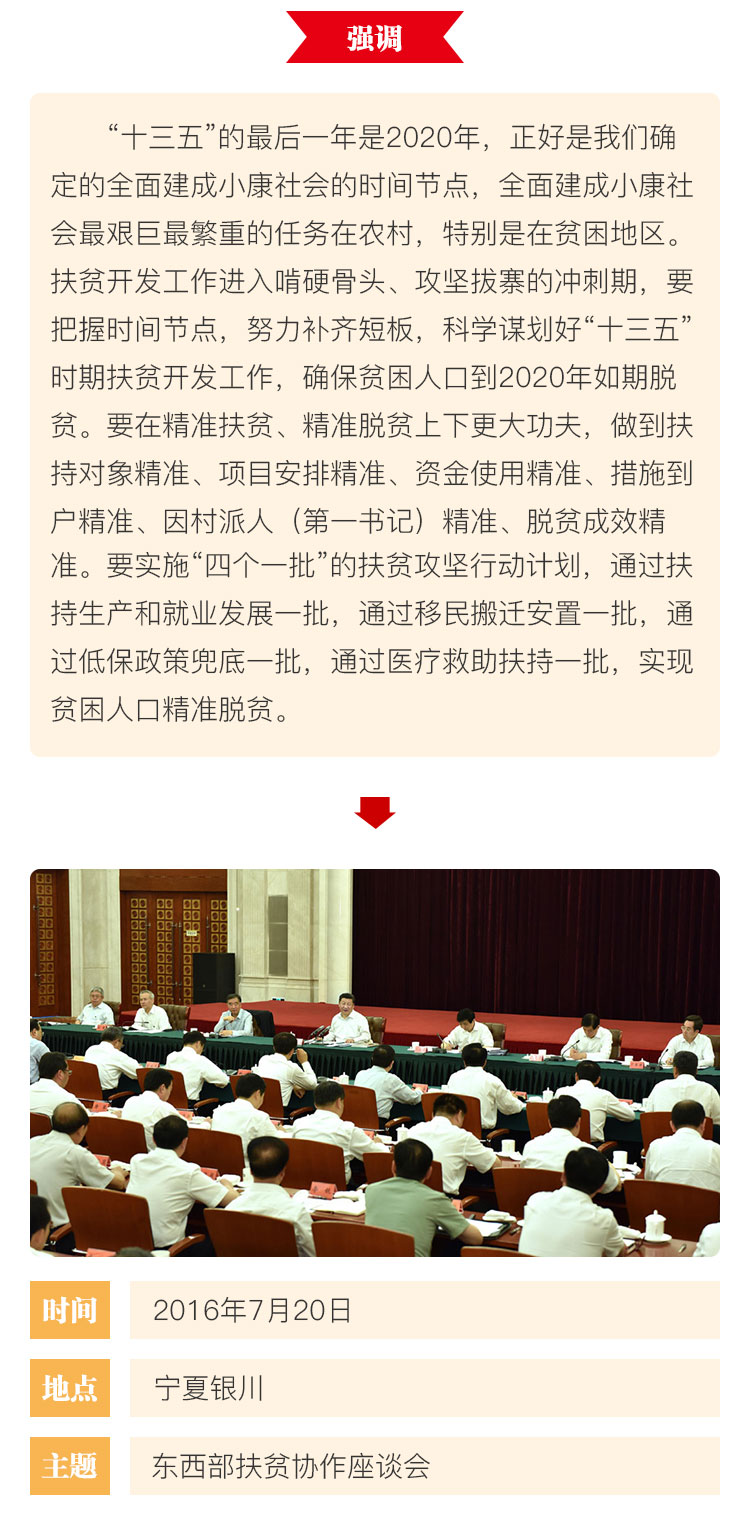 强调
“十三五”的最后一年是2020年，正好是我们确
定的全面建成小康社会的时间节点，全面建成小康社
会最艰巨最繁重的任务在农村，特别是在贫困地区。
扶贫开发工作进入啃硬骨头、攻坚拔寨的冲刺期，要
把握时间节点，努力补齐短板，科学谋划好“十三五”
时期扶贫开发工作，确保贫困人口到2020年如期脱
贫。要在精准扶贫、精准脱贫上下更大功夫，做到扶
持对象精准、项目安排精准、资金使用精准、措施到
户精准、因村派人（第一书记）精准、脱贫成效精
准。要实施“四个一批”的扶贫攻坚行动计划，通过扶
持生产和就业发展一批，通过移民搬迁安置一批，通
过低保政策兜底一批，通过医疗救助扶持一批，实现
贫困人口精准脱贫。
时间 2016年7月20日
地点 宁夏银川
主题 东西部扶贫协作座谈会